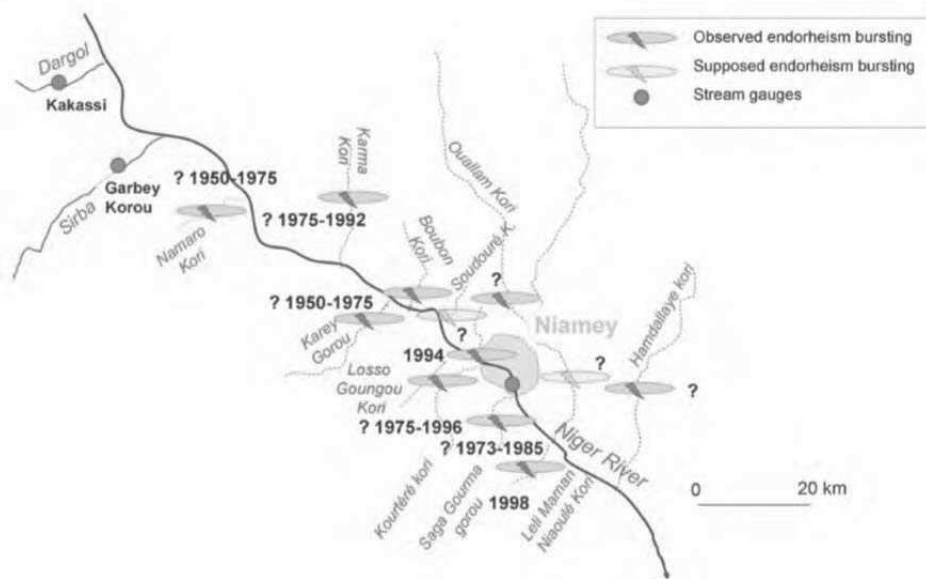 Observed endorheism bursting
Supposed endorheism bursting
Stream gauges
Dargol
Kakassi
Garbey
Korou
Sirba
? 1950-1975
Namaro
Kori
Karma
Kori
? 1975-1992
Ouallam Kori
Boubon
Kori
Soudouré K.
?
? 1950-1975
Karey
Gorou
?
Niamey
Hamdallaye kori
1994
Losso
Goungou
Kori
?
?
? 1975-1996
? 1973-1985
Niger River
Kourtéré kori
Saga Gourma
gorou
1998
Leli Maman
Niaoulé Kori
0 20 km